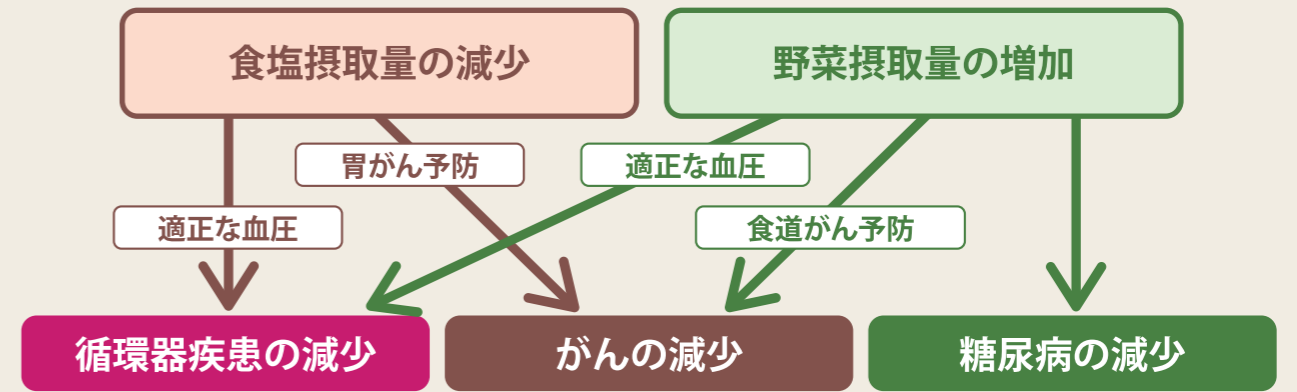 食塩摂取量の減少
野菜摂取量の増加
胃がん予防
適正な血圧
適正な血圧
食道がん予防
循環器疾患の減少
がんの減少
糖尿病の減少